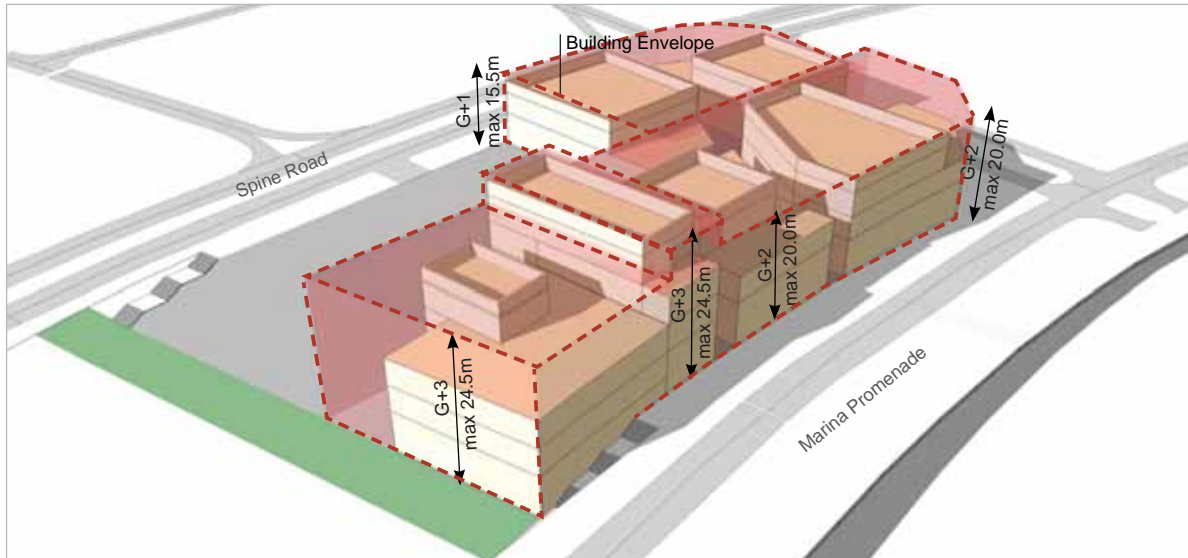 Building Envelope
G+1
max 15.5m
Spine Road
G+2
max 20.0m
G+2
max 20.0m
G+3
max 24.5m
G+3
max 24.5m
Marina Promenade